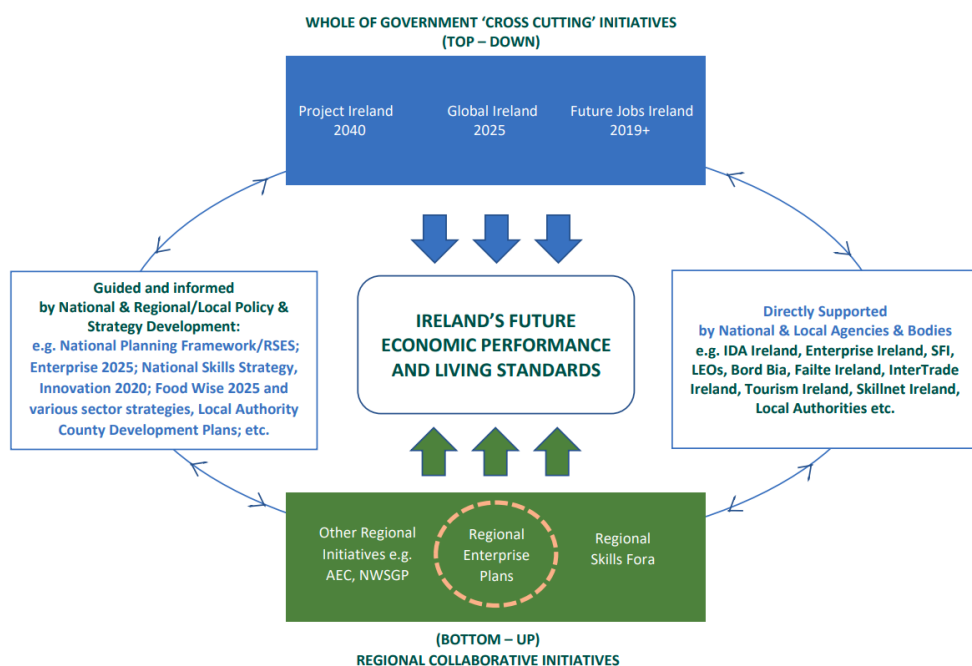 WHOLE OF GOVERNMENT ‘CROSS CUTTING’ INITIATIVES
(TOP – DOWN)
Project Ireland
2040
Global Ireland
2025
Future Jobs Ireland
2019+
Guided and informed
by National & Regional/Local Policy &
Strategy Development:
e.g. National Planning Framework/RSES;
Enterprise 2025; National Skills Strategy,
Innovation 2020; Food Wise 2025 and
various sector strategies, Local Authority
County Development Plans; etc.
IRELAND’S FUTURE
ECONOMIC PERFORMANCE
AND LIVING STANDARDS
Directly Supported
by National & Local Agencies & Bodies
e.g. IDA Ireland, Enterprise Ireland, SFI,
LEOs, Bord Bia, Failte Ireland, InterTrade
Ireland, Tourism Ireland, Skillnet Ireland,
Local Authorities etc.
Other Regional
Initiatives e.g.
AEC, NWSGP
Regional
Enterprise
Plans
Regional
Skills Fora
(BOTTOM – UP)
REGIONAL COLLABORATIVE INITIATIVES